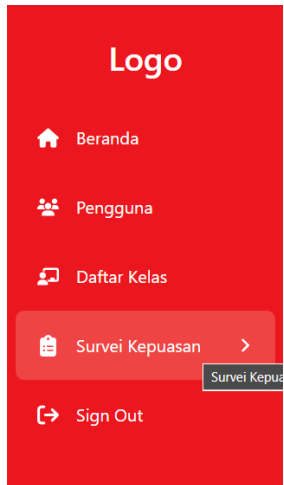 Logo
Beranda
Pengguna
Daftar Kelas
Survei Kepuasan
Survei Kepua
Sign Out